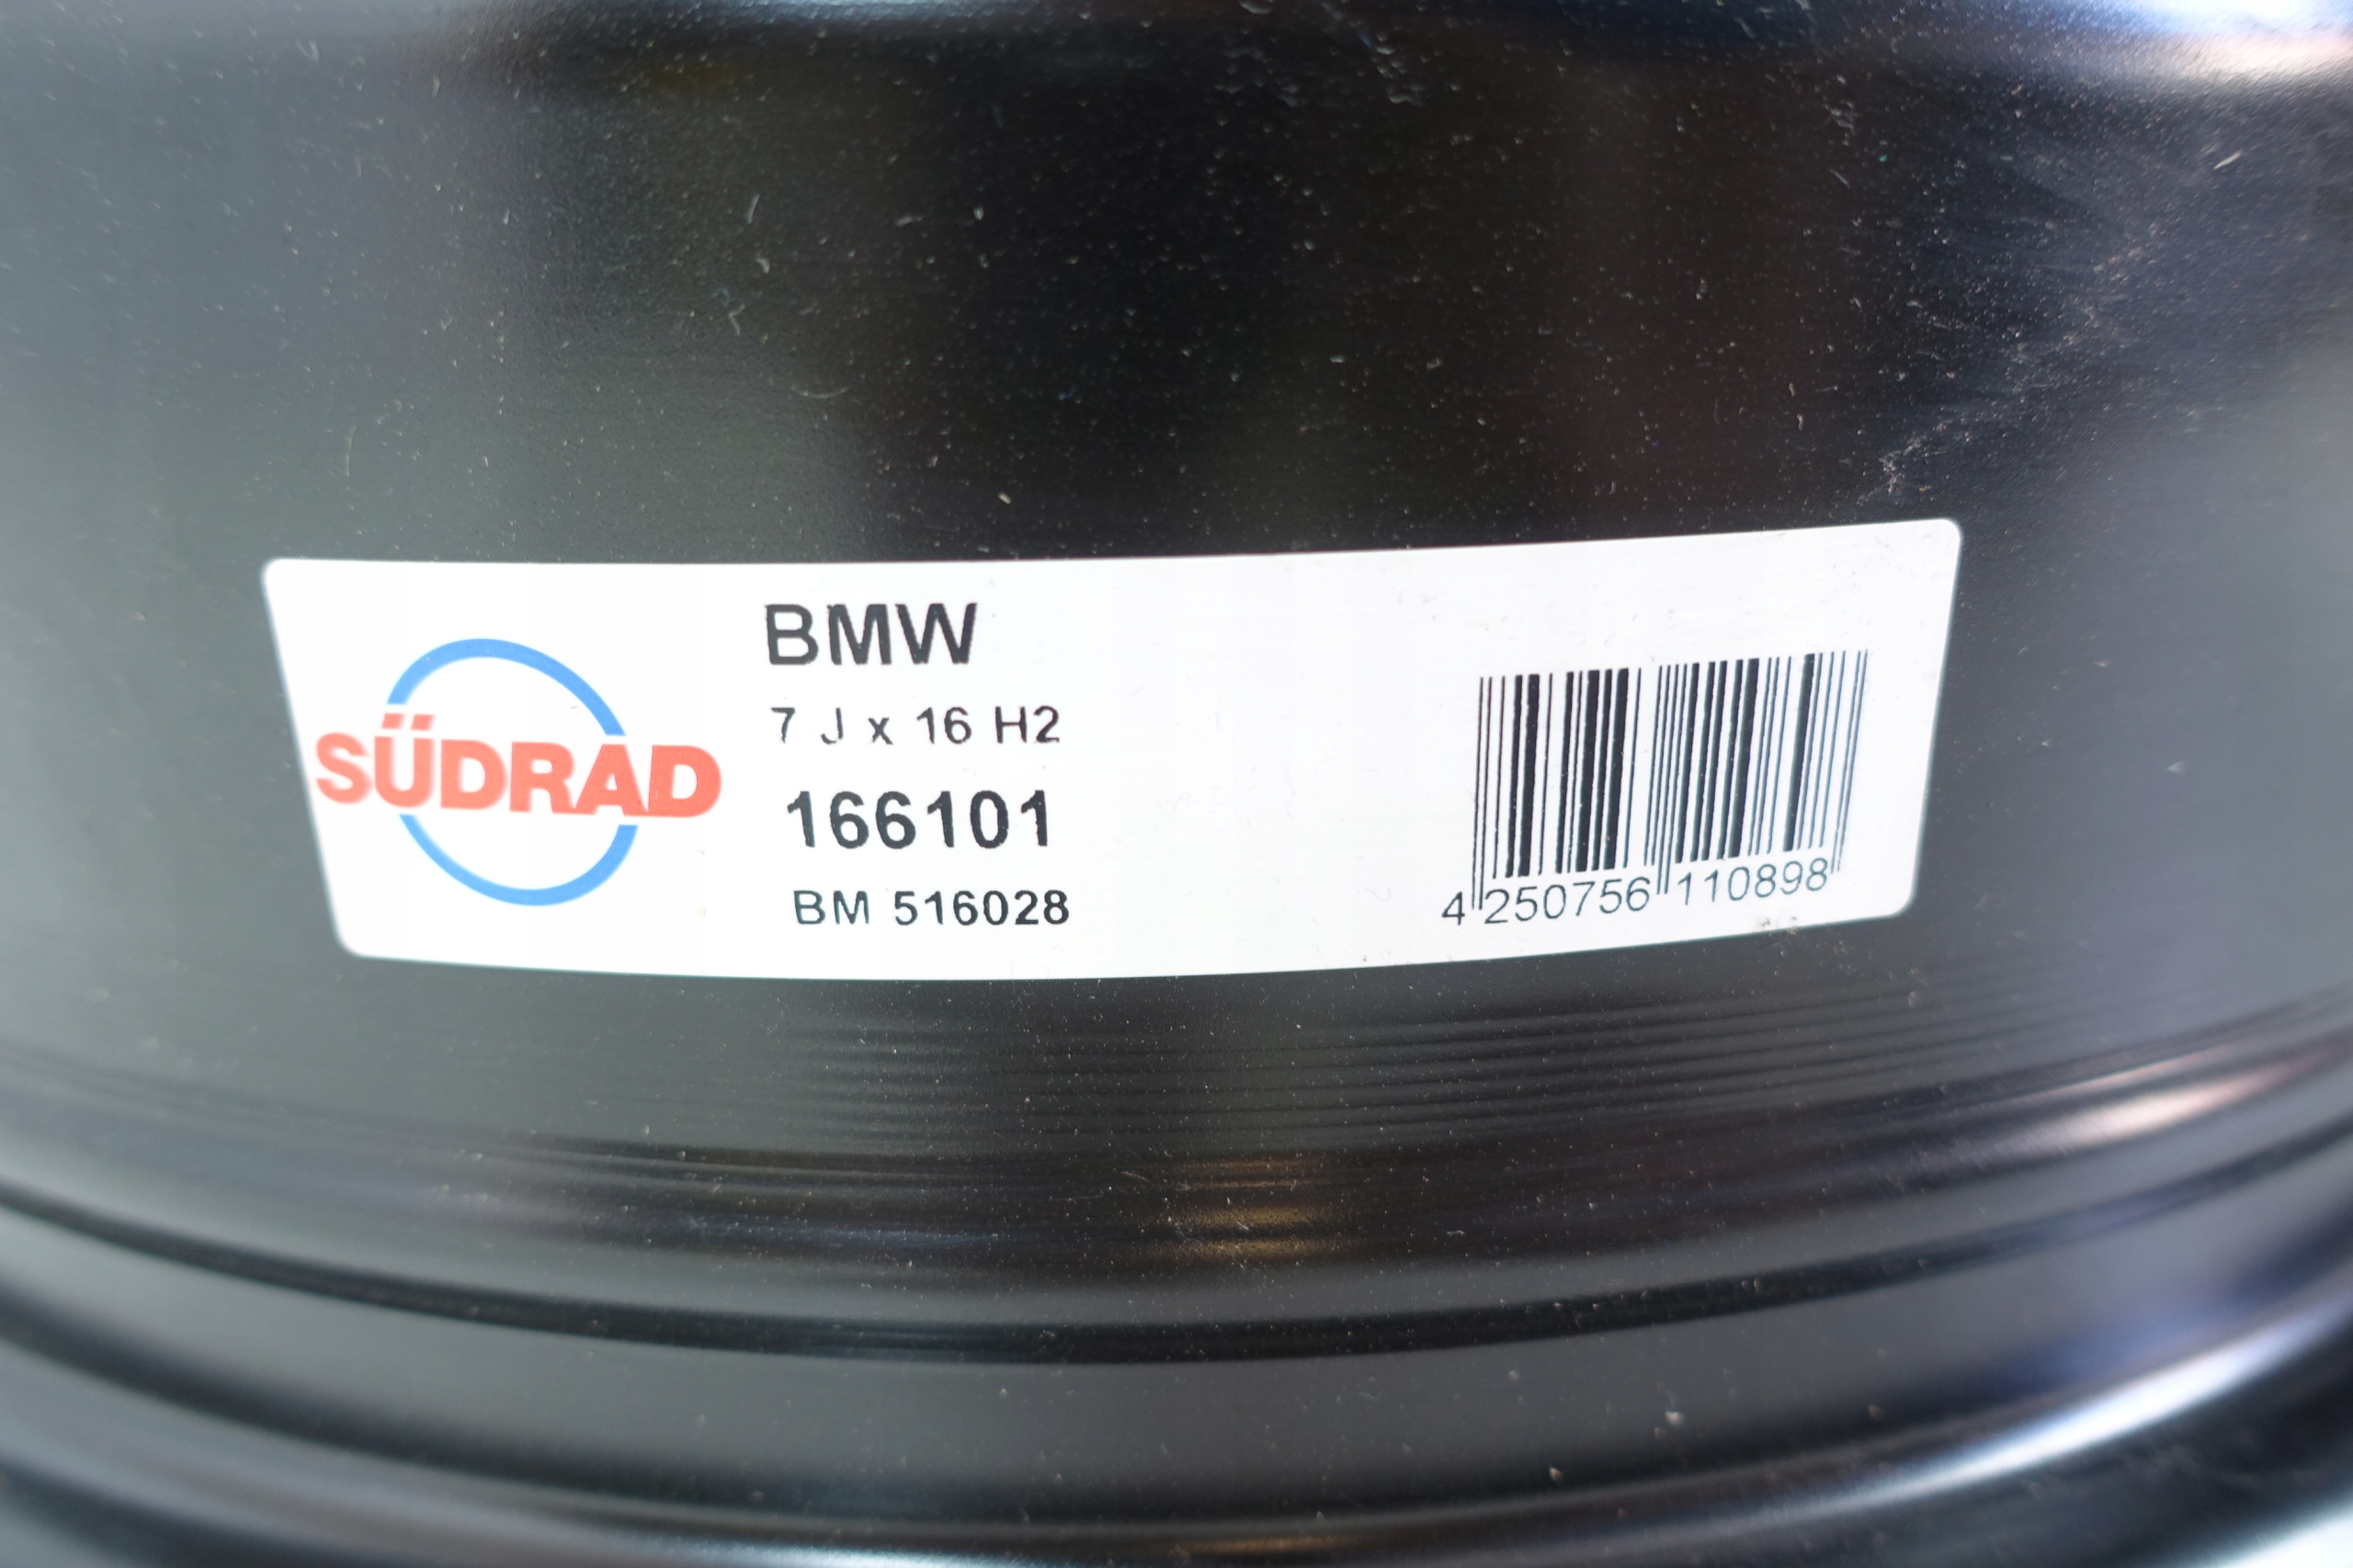 SÜDRAD
BMW
7 J x 16 H2
166101
BM 516028
4 250756 110898